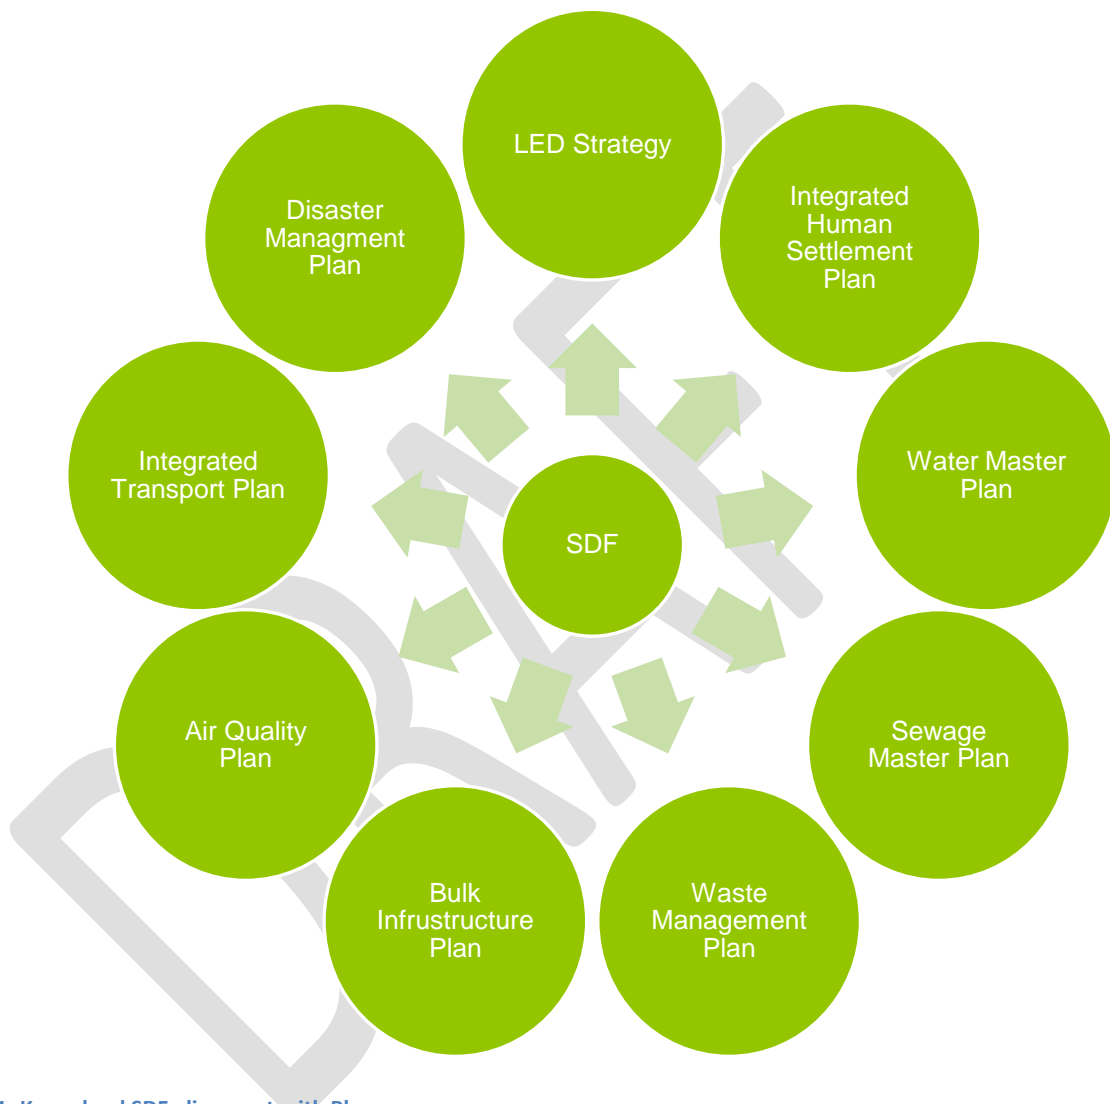 LED Strategy
Integrated
Human
Settlement
Plan
Water Master
Plan
Sewage
Master Plan
Waste
Management
Plan
Bulk
Infrustructure
Plan
Air Quality
Plan
Integrated
Transport Plan
Disaster
Managment
Plan
SDF